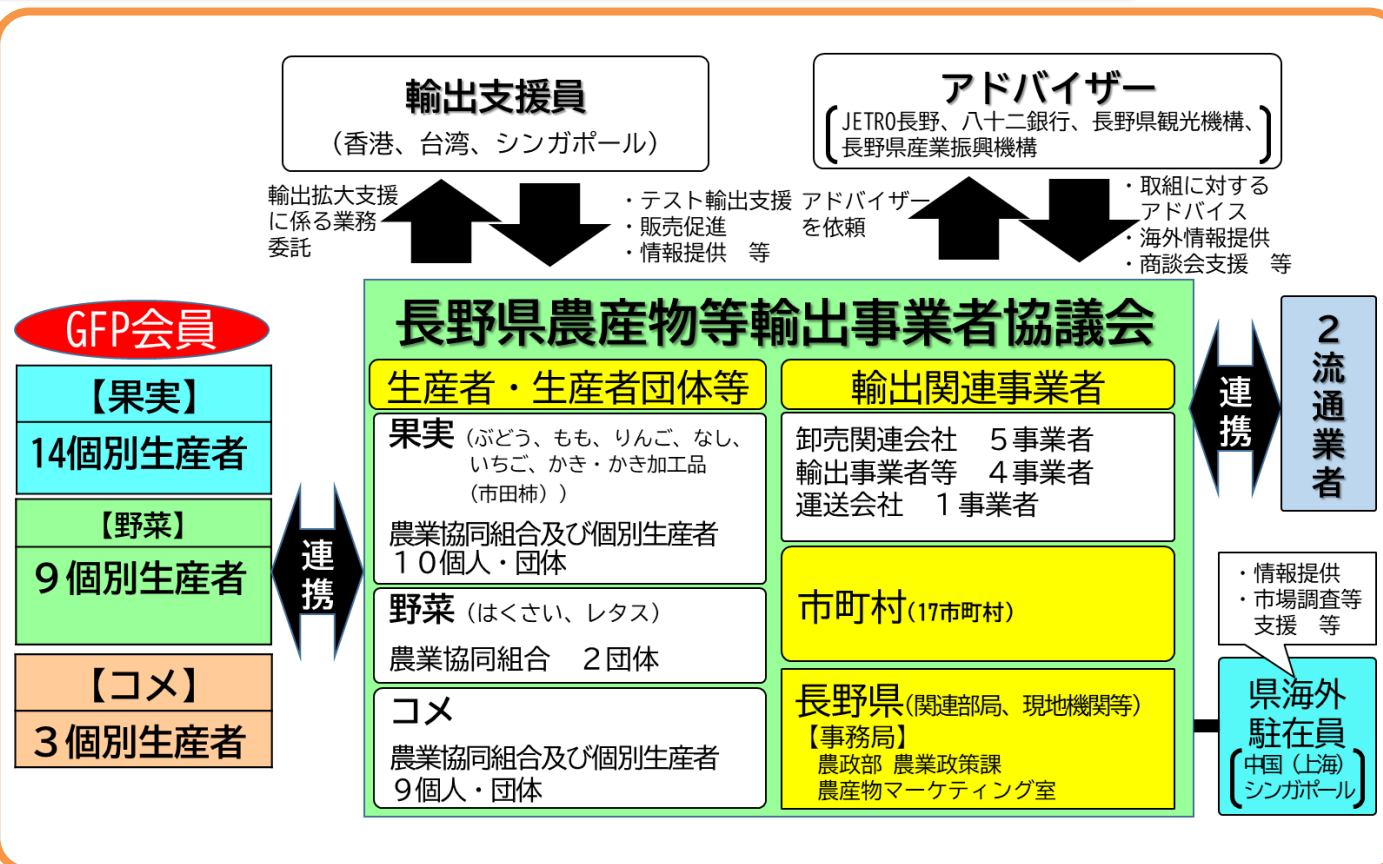 輸出支援員
（香港、台湾、シンガポール）
アドバイザー
JETRO長野、八十二銀行、長野県観光機構、
長野県産業振興機構
輸出拡大支援
に係る業務
委託
・テスト輸出支援
・販売促進
・情報提供　等
アドバイザー
を依頼
・取組に対する
アドバイス
・海外情報提供
・商談会支援　等
GFP会員
【果実】
14個別生産者
【野菜】
９個別生産者
【コメ】
３個別生産者
連携
長野県農産物等輸出事業者協議会
生産者・生産者団体等
果実（ぶどう、もも、りんご、なし、
いちご、かき・かき加工品
（市田柿））
農業協同組合及び個別生産者
１０個人・団体
野菜（はくさい、レタス）
農業協同組合　２団体
コメ
農業協同組合及び個別生産者
９個人・団体
輸出関連事業者
卸売関連会社　５事業者
輸出事業者等　４事業者
運送会社　１事業者
市町村(17市町村)
長野県(関連部局、現地機関等)
【事務局】
農政部 農業政策課
農産物マーケティング室
連携
２流通業者
・情報提供
・市場調査等
支援　等
県海外
駐在員
中国（上海）
シンガポール